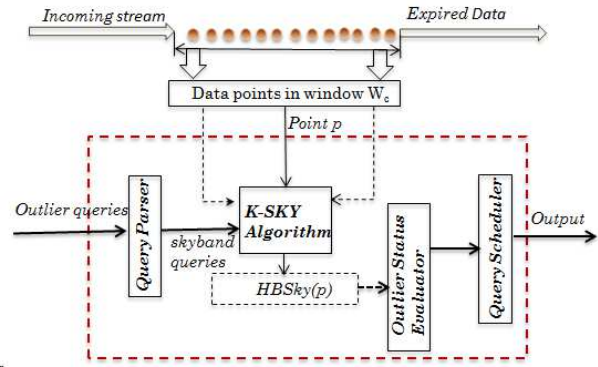 Incoming stream
Expired Data
Data points in window Wc
Point p
Outlier queries
Query Parser
skyband
queries
K-SKY
Algorithm
HBSky(p)
Outlier Status
Evaluator
Query Scheduler
Output